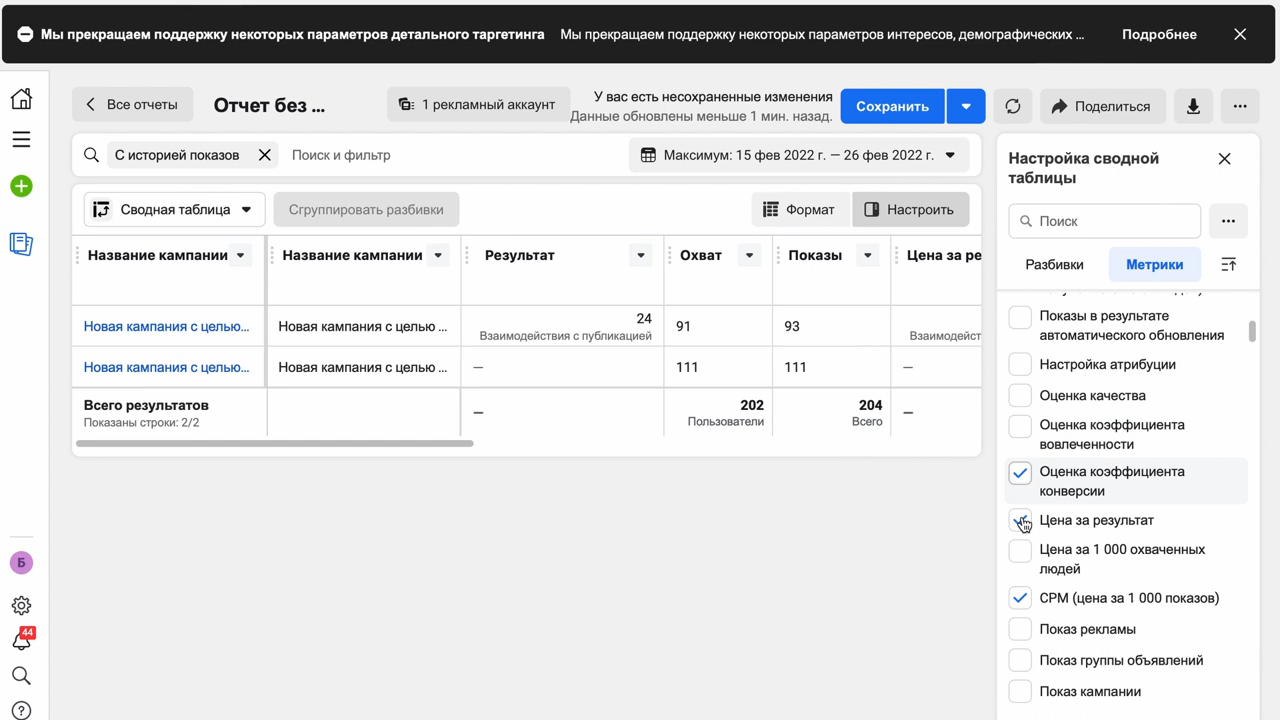 Мы прекращаем поддержку некоторых параметров детального таргетинга Мы прекращаем поддержку некоторых параметров интересов, демографических ... Подробнее
Все отчеты
Отчет без ...
1 рекламный аккаунт
У вас есть несохраненные изменения
Данные обновлены меньше 1 мин. назад.
Сохранить
Поделиться
С историей показов
Поиск и фильтр
Максимум: 15 фев 2022 г. — 26 фев 2022 г.
Сводная таблица
Сгруппировать разбивки
Формат
Настроить
Название кампании Название кампании Результат Охват Показы Цена за ре
Новая кампания с целью... Новая кампания с целью ... 24 91 93
Взаимодействия с публикацией Взаимодейст
Новая кампания с целью... Новая кампания с целью ... — 111 111 —
Всего результатов — 202 204 —
Показаны строки: 2/2 Пользователи Всего
Настройка сводной
таблицы
Поиск
Разбивки
Метрики
Показы в результате
автоматического обновления
Настройка атрибуции
Оценка качества
Оценка коэффициента
вовлеченности
Оценка коэффициента
конверсии
Цена за результат
Цена за 1 000 охваченных
людей
CPM (цена за 1 000 показов)
Показ рекламы
Показ группы объявлений
Показ кампании
Б
44